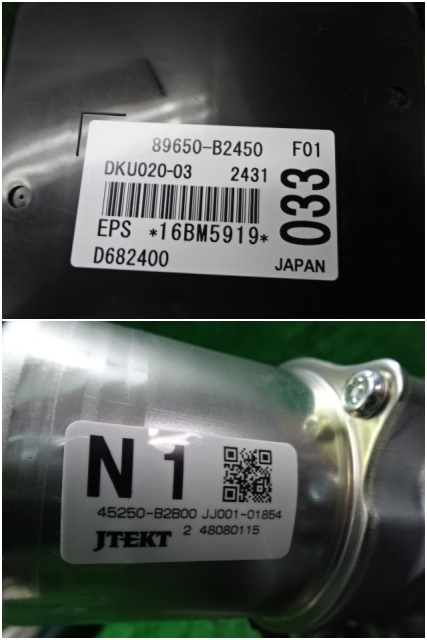 89650-B2450 F01
DKU020-03 2431
033
EPS *16BM5919*
D682400
JAPAN
N1
45250-B2B00 JJ001-01854
JTEKT 2 48080115